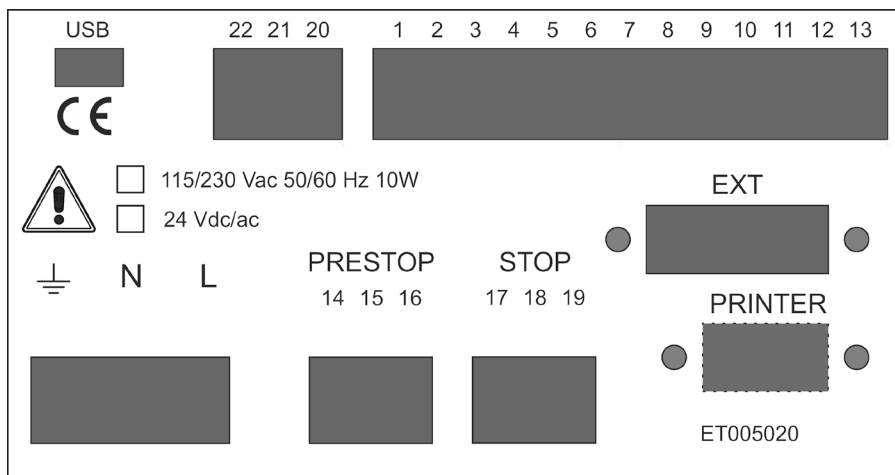 USB
22 21 20
1 2 3 4 5 6 7 8 9 10 11 12 13
CE
115/230 Vac 50/60 Hz 10W
24 Vdc/ac
EXT
N L
PRESTOP
14 15 16
STOP
17 18 19
PRINTER
ET005020